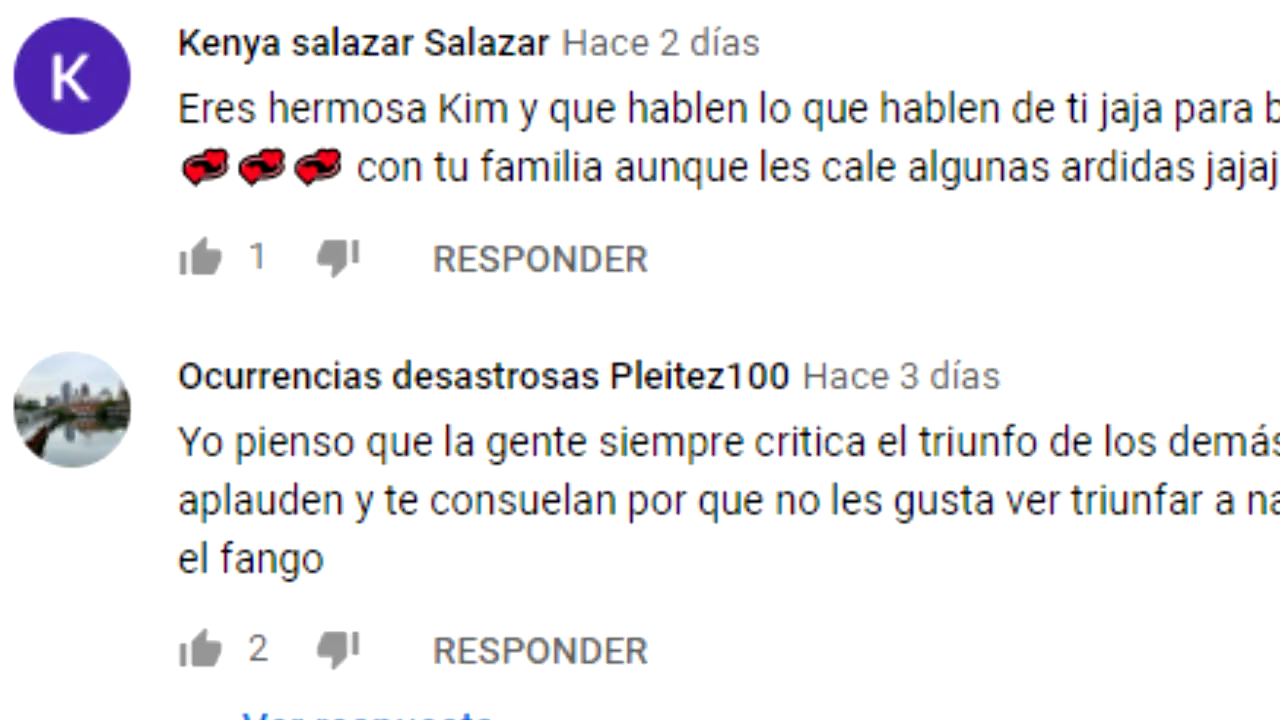 K
Kenya salazar Salazar Hace 2 días
Eres hermosa Kim y que hablen lo que hablen de ti jaja para
con tu familia aunque les cale algunas ardidas jajaj
1 RESPONDER
Ocurrencias desastrosas Pleitez100 Hace 3 días
Yo pienso que la gente siempre critica el triunfo de los demás
aplauden y te consuelan por que no les gusta ver triunfar a
el fango
2 RESPONDER
Ver respuesta